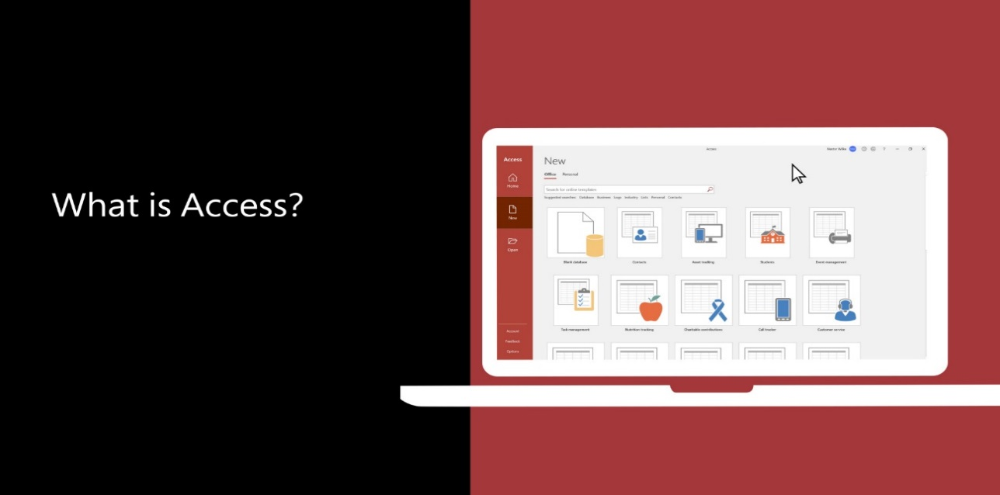 What is Access?
Access
Access
Home
New
Open
Account
Feedback
Options
New
Office Personal
Search for online templates
Suggested searches: Database Business Logs Industry Lists Personal Contacts
Blank database Contacts Asset tracking Students Event management
Task management Nutrition tracking Charitable contributions Call tracker Customer service